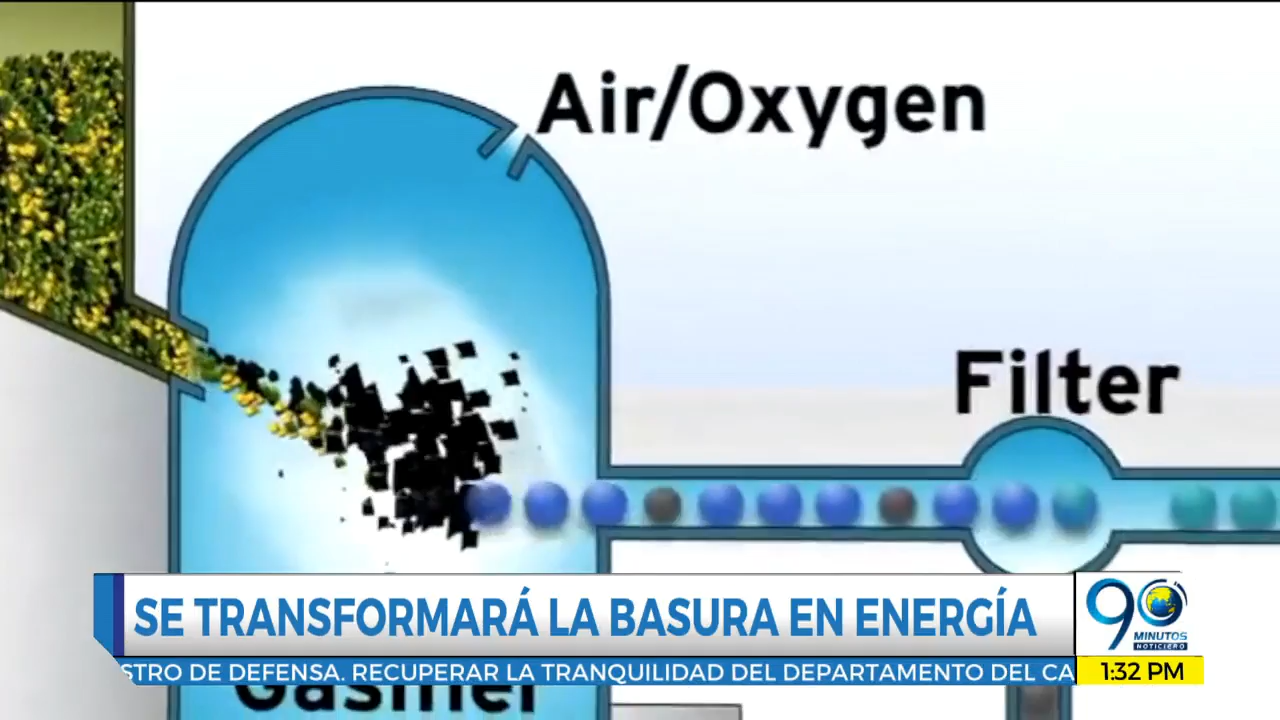 Air/Oxygen
Filter
SE TRANSFORMARÁ LA BASURA EN ENERGÍA
90
MINUTOS
NOTICIERO
STRO DE DEFENSA. RECUPERAR LA TRANQUILIDAD DEL DEPARTAMENTO DEL CA
1:32 PM